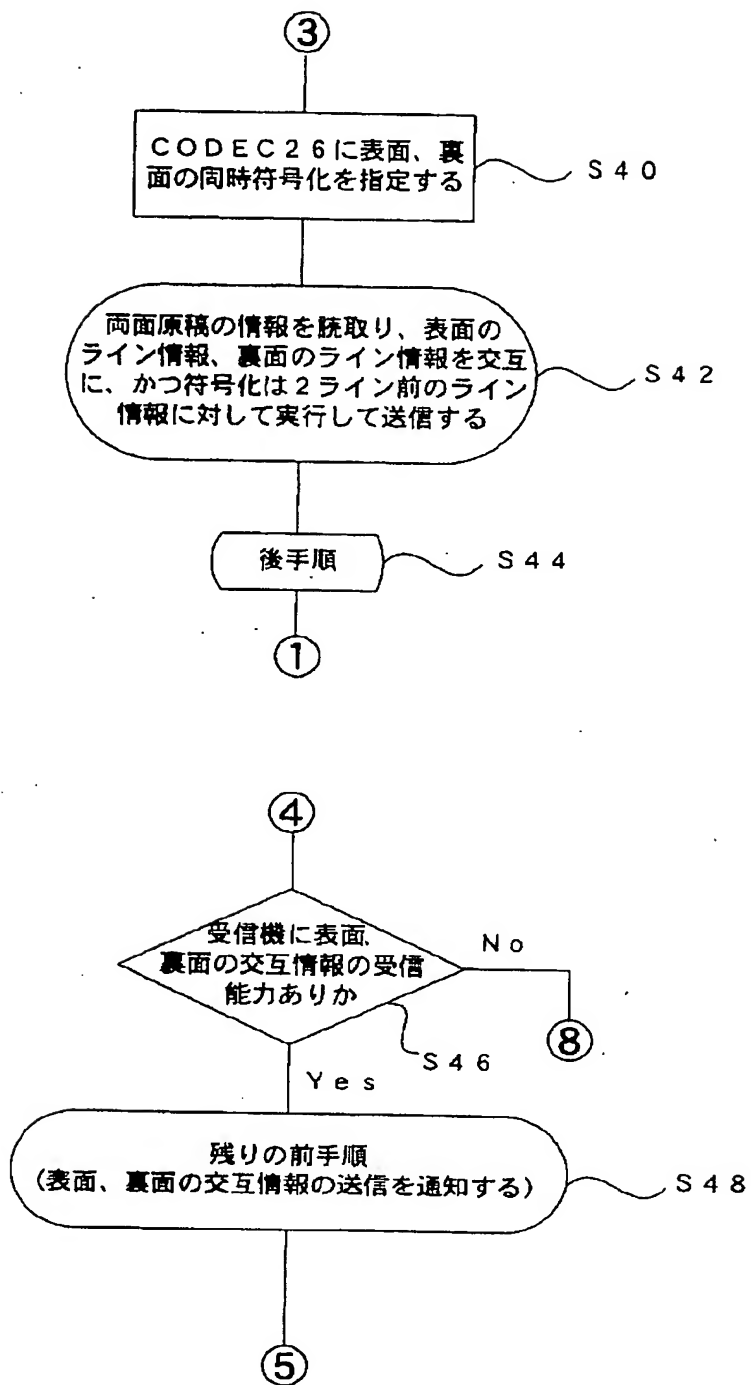 ③
CODEC26に表面、裏
面の同時符号化を指定する
S40
両面原稿の情報を読取り、表面の
ライン情報、裏面のライン情報を交互
に、かつ符号化は2ライン前のライン
情報に対して実行して送信する
S42
後手順
S44
①
④
受信機に表面、
裏面の交互情報の受信
能力ありか
No
⑧
S46
Yes
残りの前手順
(表面、裏面の交互情報の送信を通知する)
S48
⑤